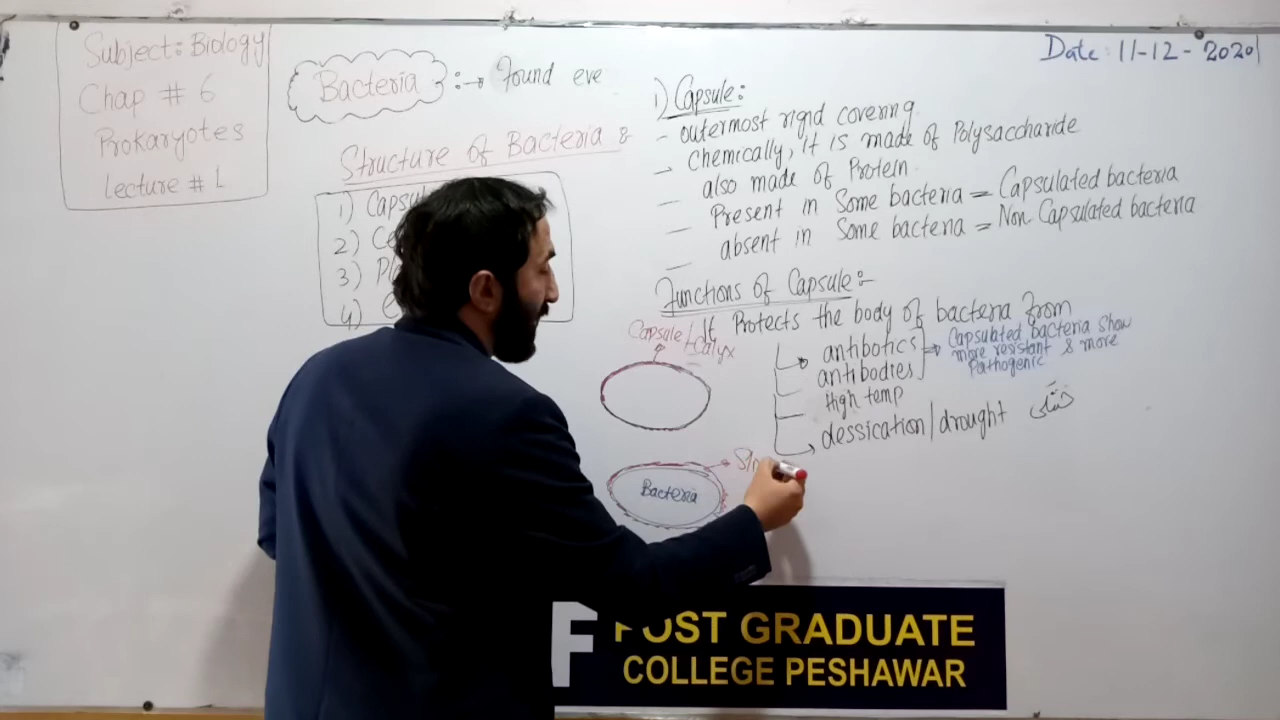 Subject: Biology
Chap # 6
Prokaryotes
Lecture # 1
Bacteria :→ Found eve
Structure of Bacteria
1) Capsu
2) Ce
3) Pl
4)
Date: 11-12-2020
1) Capsule:
- outermost rigid covering
- chemically, it is made of Polysaccharide
- also made of Protein.
- Present in Some bacteria = Capsulated bacteria
- absent in Some bacteria = Non Capsulated bacteria
Functions of Capsule:-
It Protects the body of bacteria from
antibotics
antibodies
High temp
dessication/drought
Capsulated bacteria show
more resistant & more
Pathogenic
Capsule/
Calyx
Bacteria
F POST GRADUATE
COLLEGE PESHAWAR